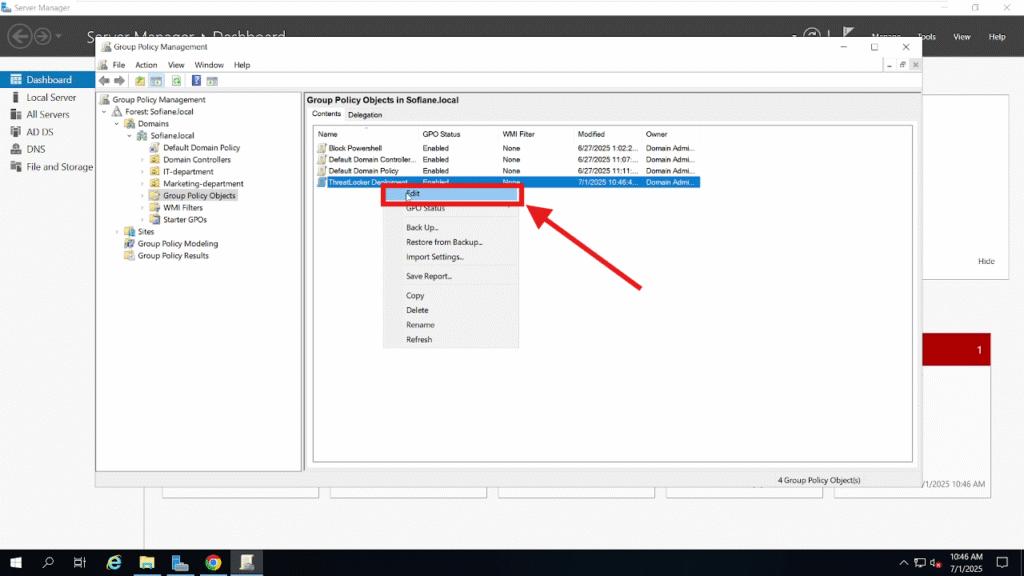 Server Manager
Server Manager › Dashboard
Manage Tools View Help
Dashboard
Local Server
All Servers
AD DS
DNS
File and Storage
Group Policy Management
File Action View Window Help
Group Policy Management
Forest: Sofiane.local
Domains
Sofiane.local
Default Domain Policy
Domain Controllers
IT-department
Marketing-department
Group Policy Objects
WMI Filters
Starter GPOs
Sites
Group Policy Modeling
Group Policy Results
Group Policy Objects in Sofiane.local
Contents Delegation
Name GPO Status WMI Filter Modified Owner
Block Powershell Enabled None 6/27/2025 1:02:2... Domain Admi...
Default Domain Controller... Enabled None 6/27/2025 11:07:... Domain Admi...
Default Domain Policy Enabled None 6/27/2025 11:11:... Domain Admi...
ThreatLocker Deployment Enabled None 7/1/2025 10:46:4... Domain Admi...
Edit
GPO Status
Back Up...
Restore from Backup...
Import Settings...
Save Report...
Copy
Delete
Rename
Refresh
Hide
1
4 Group Policy Object(s)
/1/2025 10:46 AM
10:46 AM
7/1/2025